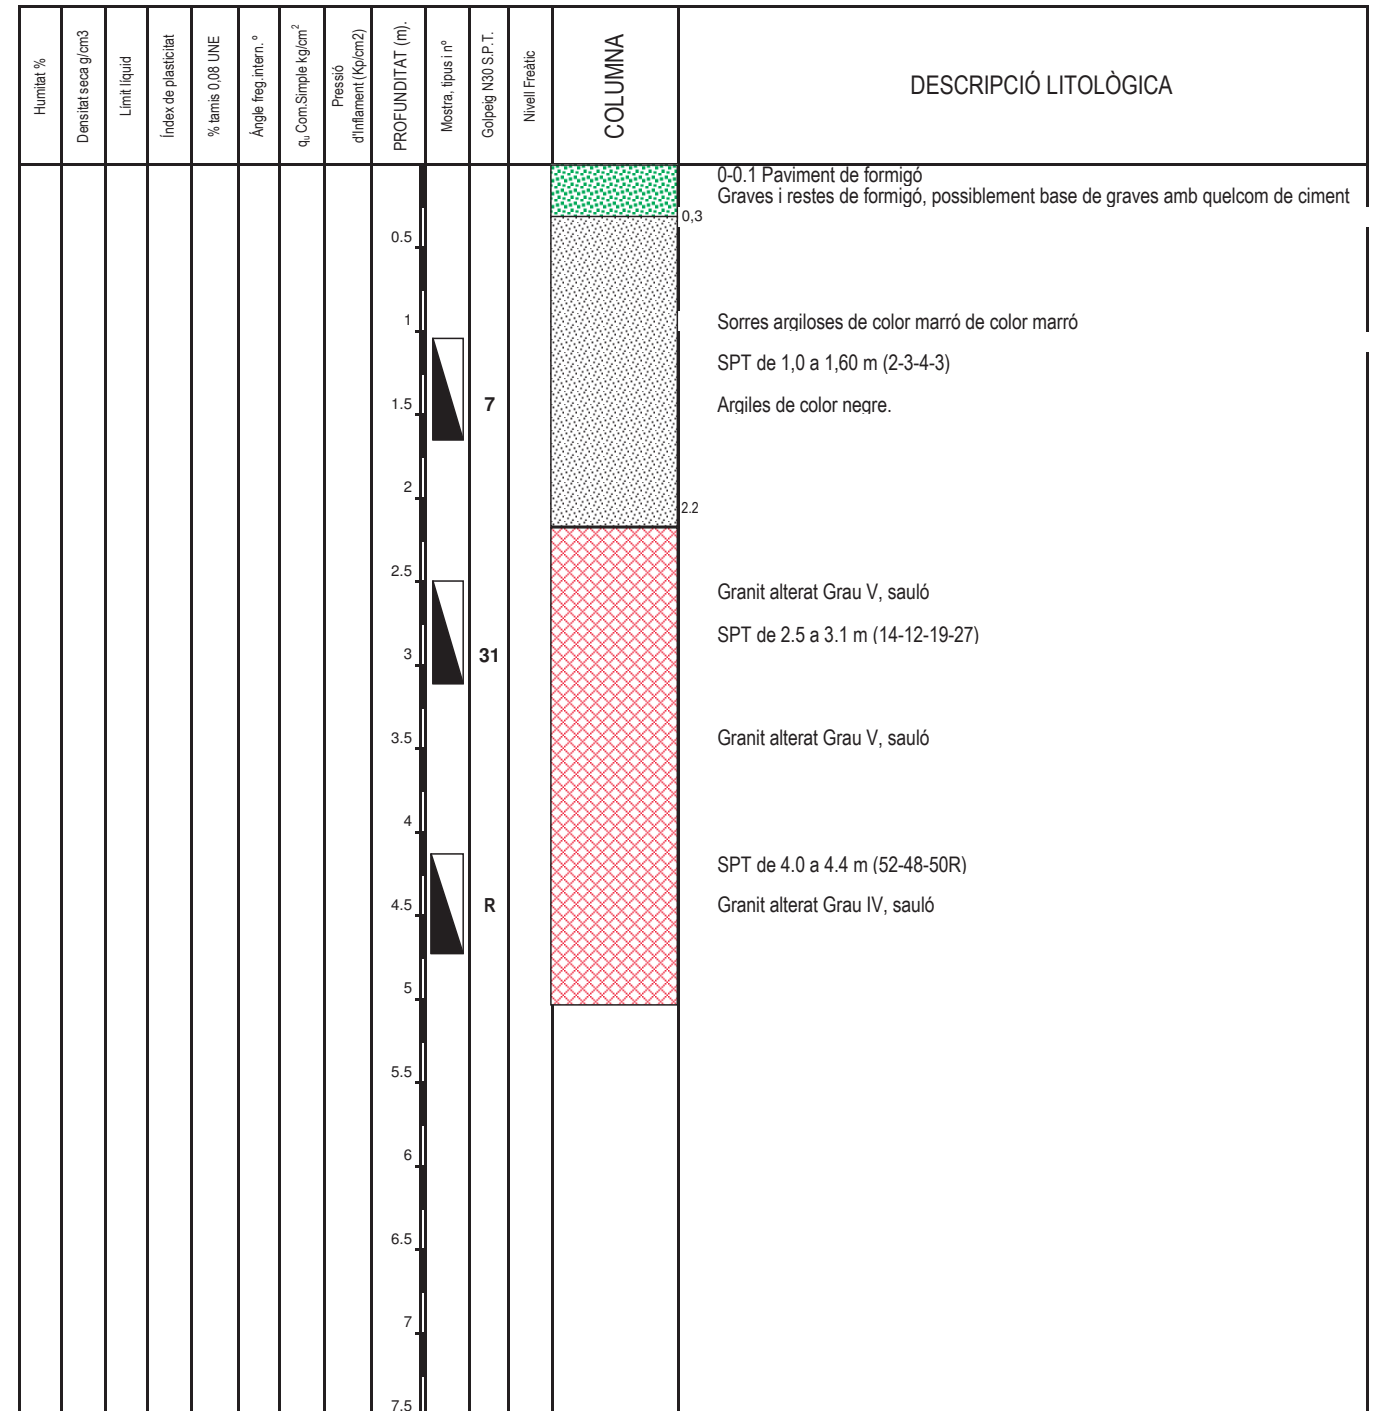 Humitat %
Densitat seca g/cm3
Límit líquid
Índex de plasticitat
% tamis 0,08 UNE
Àngle freg.intern. º
qu Com.Simple kg/cm2
Pressió
d'Inflament (Kp/cm2)
PROFUNDITAT (m).
Mostra, tipus i nº
Golpeig N30 S.P.T.
Nivell Freàtic
COLUMNA
DESCRIPCIÓ LITOLÒGICA
0-0.1 Paviment de formigó
Graves i restes de formigó, possiblement base de graves amb quelcom de ciment
0,3
0.5
1
Sorres argiloses de color marró de color marró
SPT de 1,0 a 1,60 m (2-3-4-3)
1.5
7
Argiles de color negre.
2
2.2
2.5
Granit alterat Grau V, sauló
SPT de 2.5 a 3.1 m (14-12-19-27)
3
31
3.5
Granit alterat Grau V, sauló
4
SPT de 4.0 a 4.4 m (52-48-50R)
4.5
R
Granit alterat Grau IV, sauló
5
5.5
6
6.5
7
7.5